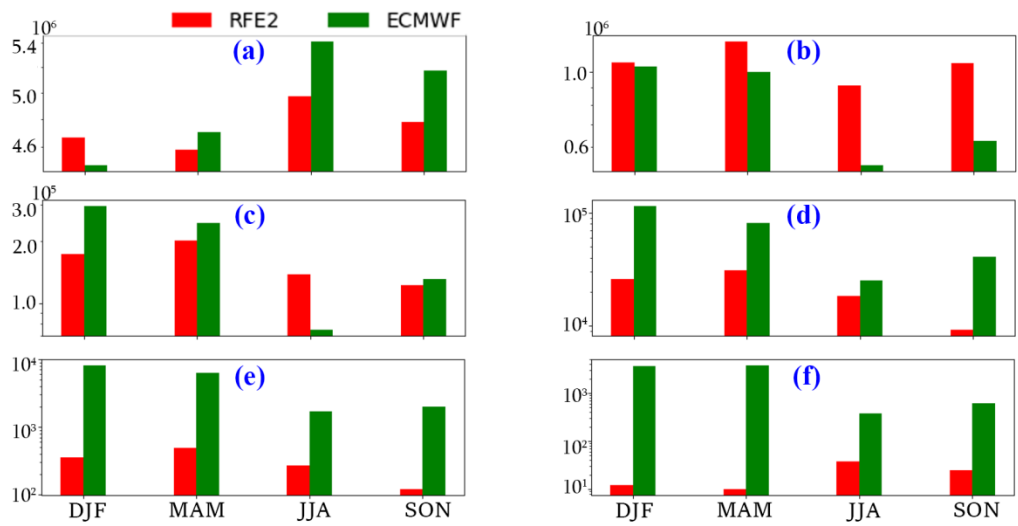 RFE2 ECMWF
10⁶
5.4
5.0
4.6
(a)
10⁶
1.0
0.6
(b)
10⁵
3.0
2.0
1.0
(c)
10⁵
10⁴
(d)
10⁴
10³
10²
(e)
DJF MAM JJA SON
10³
10²
10¹
(f)
DJF MAM JJA SON